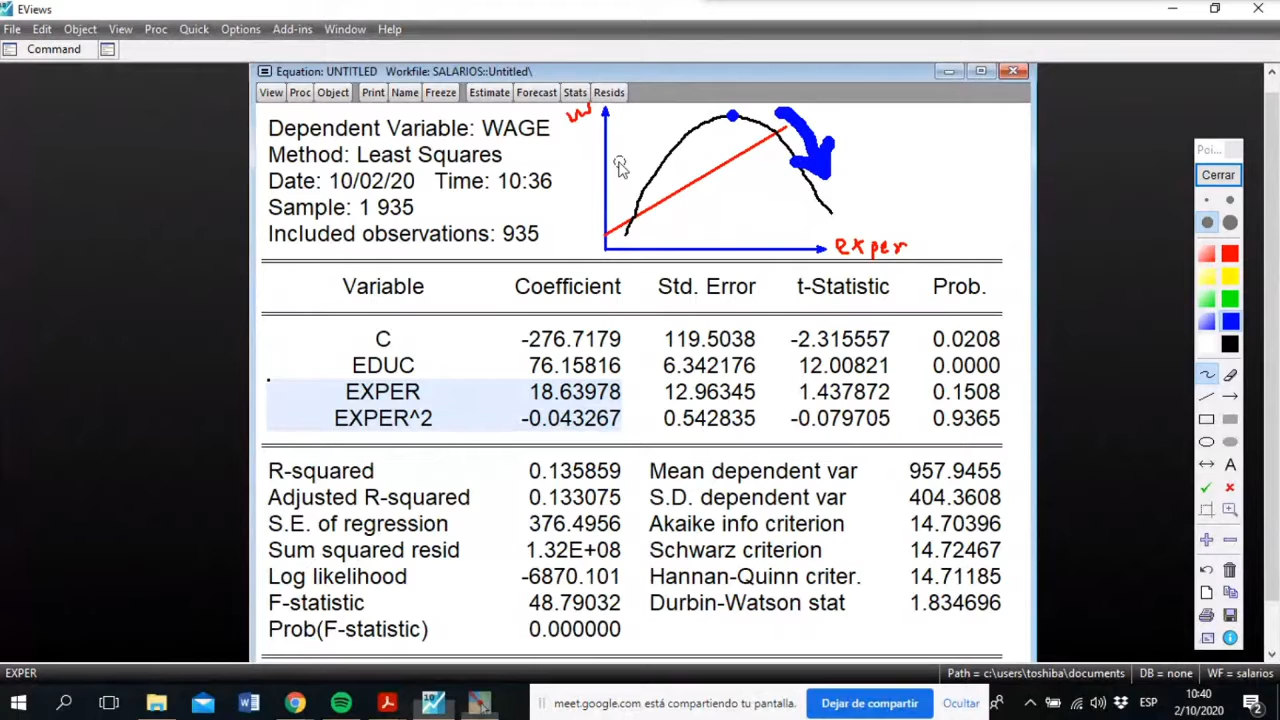 EViews
File Edit Object View Proc Quick Options Add-ins Window Help
Command
Equation: UNTITLED Workfile: SALARIOS::Untitled\
View Proc Object Print Name Freeze Estimate Forecast Stats Resids
Dependent Variable: WAGE
Method: Least Squares
Date: 10/02/20 Time: 10:36
Sample: 1 935
Included observations: 935
W
exper
Variable Coefficient Std. Error t-Statistic Prob.
C -276.7179 119.5038 -2.315557 0.0208
EDUC 76.15816 6.342176 12.00821 0.0000
EXPER 18.63978 12.96345 1.437872 0.1508
EXPER^2 -0.043267 0.542835 -0.079705 0.9365
R-squared 0.135859 Mean dependent var 957.9455
Adjusted R-squared 0.133075 S.D. dependent var 404.3608
S.E. of regression 376.4956 Akaike info criterion 14.70396
Sum squared resid 1.32E+08 Schwarz criterion 14.72467
Log likelihood -6870.101 Hannan-Quinn criter. 14.71185
F-statistic 48.79032 Durbin-Watson stat 1.834696
Prob(F-statistic) 0.000000
Poi...
Cerrar
A
EXPER
Path = c:\users\toshiba\documents DB = none WF = salarios
meet.google.com está compartiendo tu pantalla. Dejar de compartir Ocultar
ESP
10:40
2/10/2020
2